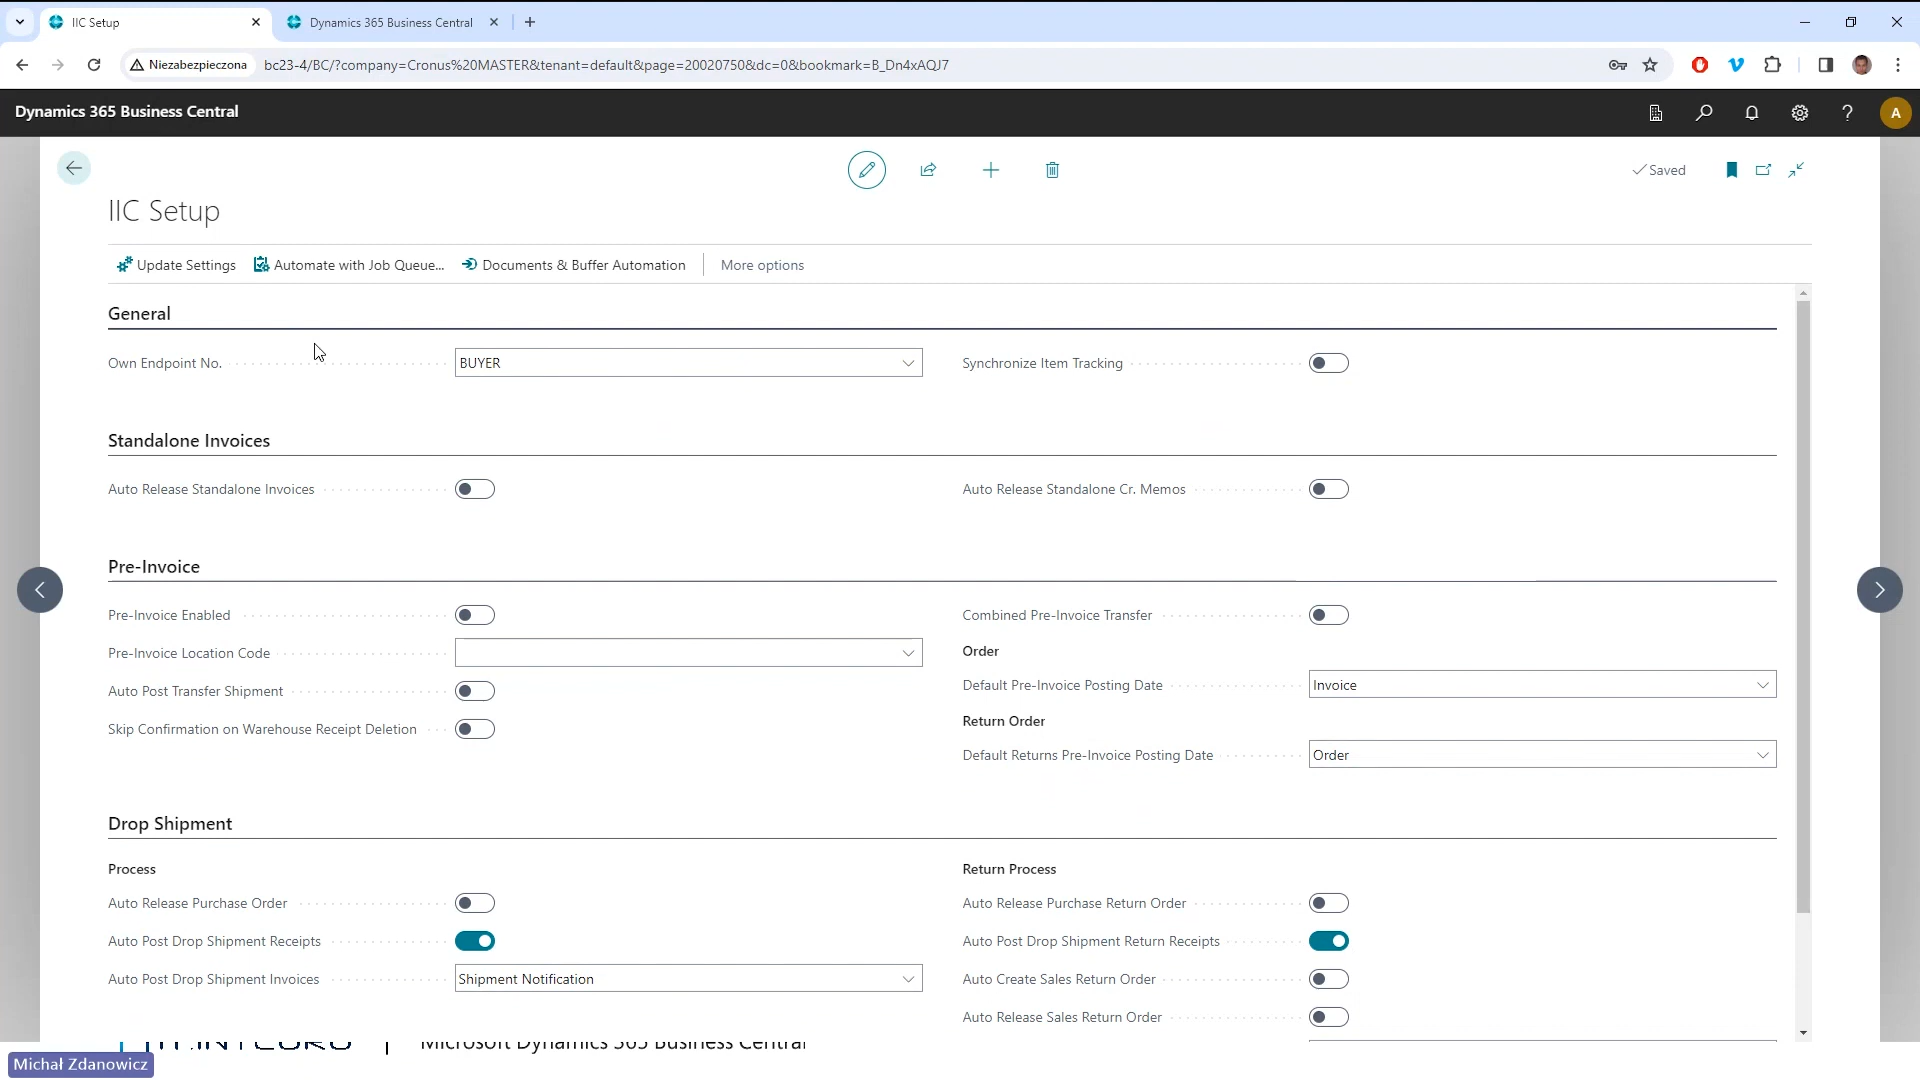 IIC Setup
Dynamics 365 Business Central
Niezabezpieczona
bc23-4/BC/?company=Cronus%20MASTER&tenant=default&page=20020750&dc=0&bookmark=B_Dn4xAQJ7
Dynamics 365 Business Central
A
Saved
IIC Setup
Update Settings
Automate with Job Queue...
Documents & Buffer Automation
More options
General
Own Endpoint No.
BUYER
Synchronize Item Tracking
Standalone Invoices
Auto Release Standalone Invoices
Auto Release Standalone Cr. Memos
Pre-Invoice
Pre-Invoice Enabled
Combined Pre-Invoice Transfer
Pre-Invoice Location Code
Order
Auto Post Transfer Shipment
Default Pre-Invoice Posting Date
Invoice
Skip Confirmation on Warehouse Receipt Deletion
Return Order
Default Returns Pre-Invoice Posting Date
Order
Drop Shipment
Process
Return Process
Auto Release Purchase Order
Auto Release Purchase Return Order
Auto Post Drop Shipment Receipts
Auto Post Drop Shipment Return Receipts
Auto Post Drop Shipment Invoices
Shipment Notification
Auto Create Sales Return Order
Auto Release Sales Return Order
Microsoft Dynamics 365 Business Central
Michał Zdanowicz